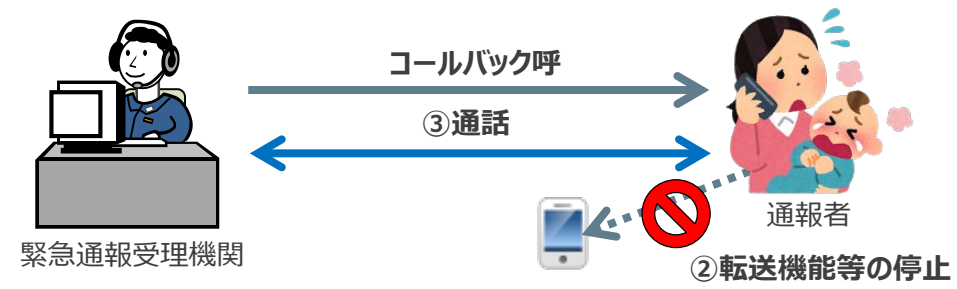 コールバック呼
③通話
通報者
緊急通報受理機関
②転送機能等の停止